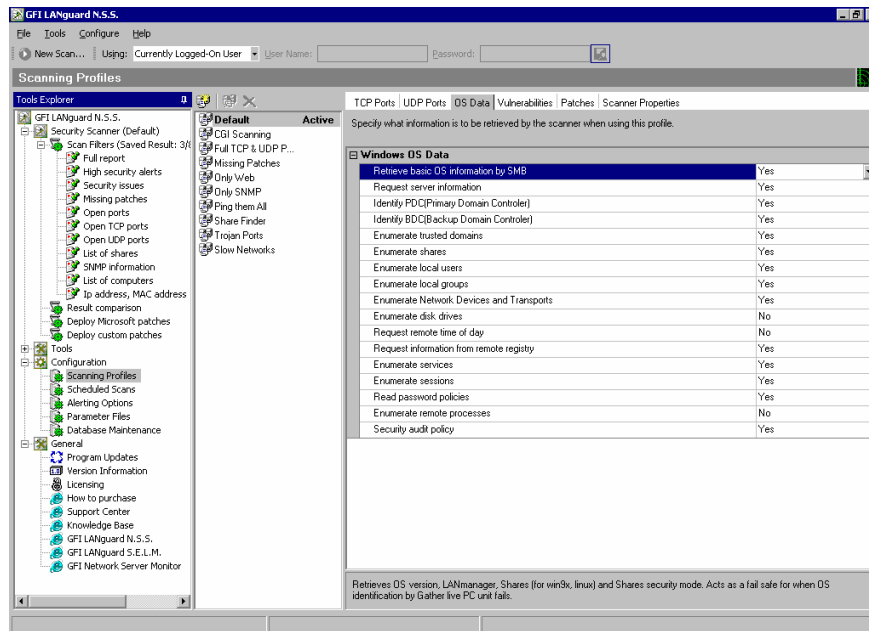 GFI LANguard N.S.S.
File Tools Configure Help
New Scan... Using: Currently Logged-On User User Name: Password:
Scanning Profiles
Tools Explorer
GFI LANguard N.S.S.
Security Scanner (Default)
Scan Filters (Saved Result: 3/(
Full report
High security alerts
Security issues
Missing patches
Open ports
Open TCP ports
Open UDP ports
List of shares
SNMP information
List of computers
Ip address, MAC address
Result comparison
Deploy Microsoft patches
Deploy custom patches
Tools
Configuration
Scanning Profiles
Scheduled Scans
Alerting Options
Parameter Files
Database Maintenance
General
Program Updates
Version Information
Licensing
How to purchase
Support Center
Knowledge Base
GFI LANguard N.S.S.
GFI LANguard S.E.L.M.
GFI Network Server Monitor
Default Active
CGI Scanning
Full TCP & UDP P...
Missing Patches
Only Web
Only SNMP
Ping them All
Share Finder
Trojan Ports
Slow Networks
TCP Ports UDP Ports OS Data Vulnerabilities Patches Scanner Properties
Specify what information is to be retrieved by the scanner when using this profile.
Windows OS Data
Retrieve basic OS information by SMB Yes
Request server information Yes
Identify PDC(Primary Domain Controler) Yes
Identify BDC(Backup Domain Controler) Yes
Enumerate trusted domains Yes
Enumerate shares Yes
Enumerate local users Yes
Enumerate local groups Yes
Enumerate Network Devices and Transports Yes
Enumerate disk drives No
Request remote time of day No
Request information from remote registry Yes
Enumerate services Yes
Enumerate sessions Yes
Read password policies Yes
Enumerate remote processes No
Security audit policy Yes
Retrieves OS version, LANmanager, Shares (for win9x, linux) and Shares security mode. Acts as a fail safe for when OS
identification by Gather live PC unit fails.